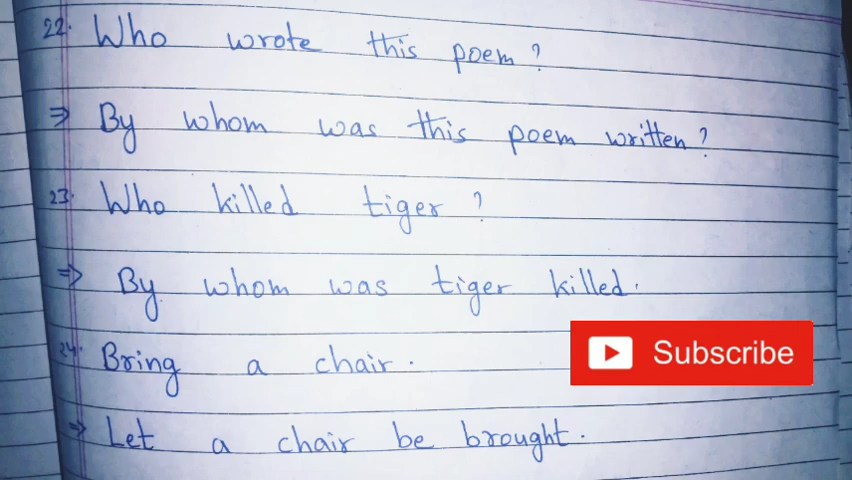 22. Who wrote this poem?
⇒ By whom was this poem written?
23. Who killed tiger?
⇒ By whom was tiger killed.
24. Bring a chair.
Subscribe
⇒ Let a chair be brought.